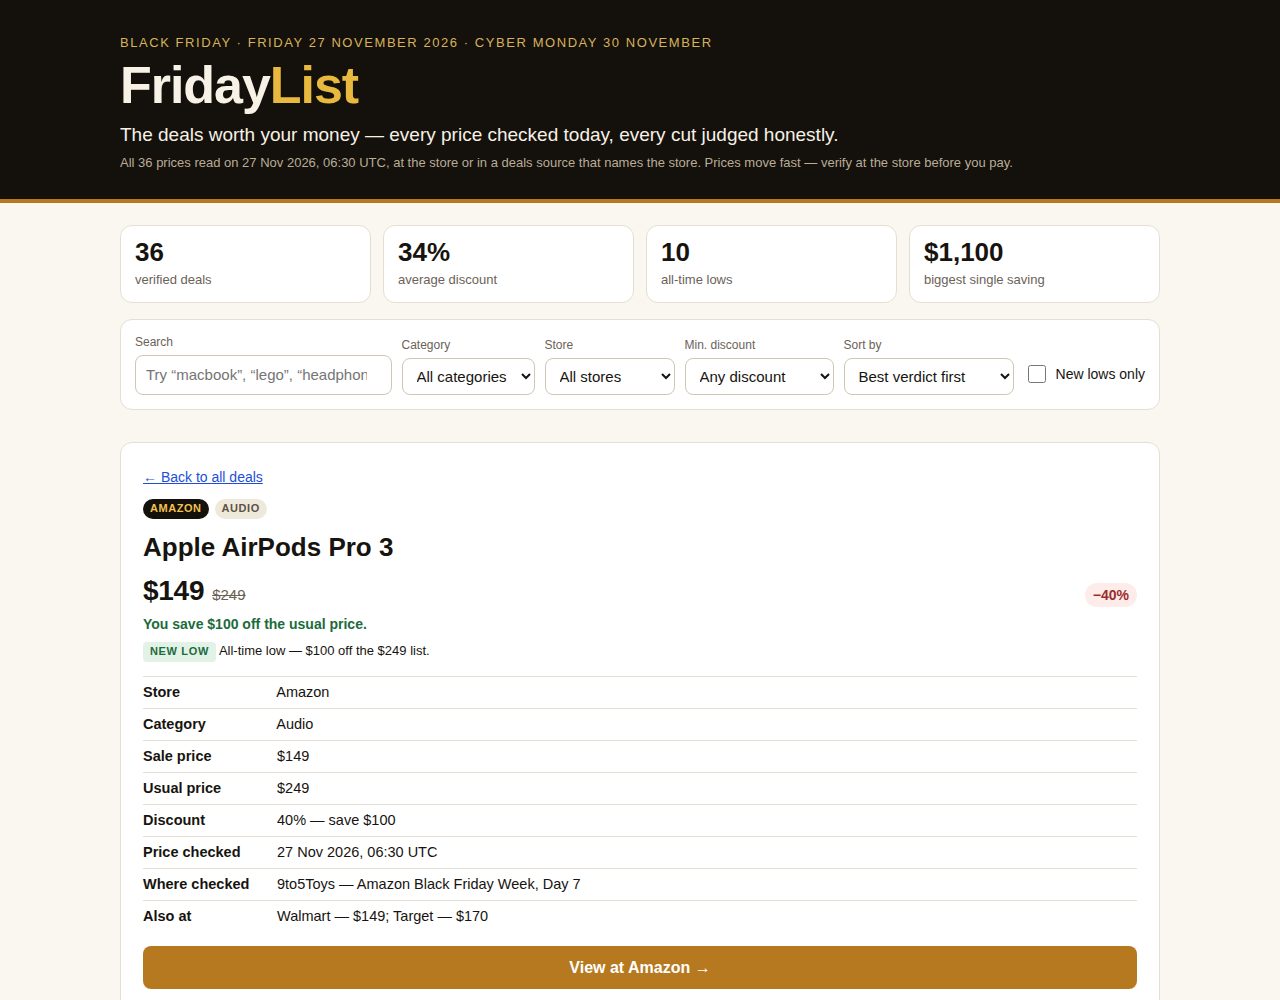 BLACK FRIDAY · FRIDAY 27 NOVEMBER 2026 · CYBER MONDAY 30 NOVEMBER
FridayList
The deals worth your money — every price checked today, every cut judged honestly.
All 36 prices read on 27 Nov 2026, 06:30 UTC, at the store or in a deals source that names the store. Prices move fast — verify at the store before you pay.
36
verified deals
34%
average discount
10
all-time lows
$1,100
biggest single saving
Search
Try “macbook”, “lego”, “headphon
Category
All categories
Store
All stores
Min. discount
Any discount
Sort by
Best verdict first
New lows only
← Back to all deals
AMAZON AUDIO
Apple AirPods Pro 3
$149 $249 −40%
You save $100 off the usual price.
NEW LOW All-time low — $100 off the $249 list.
Store Amazon
Category Audio
Sale price $149
Usual price $249
Discount 40% — save $100
Price checked 27 Nov 2026, 06:30 UTC
Where checked 9to5Toys — Amazon Black Friday Week, Day 7
Also at Walmart — $149; Target — $170
View at Amazon →